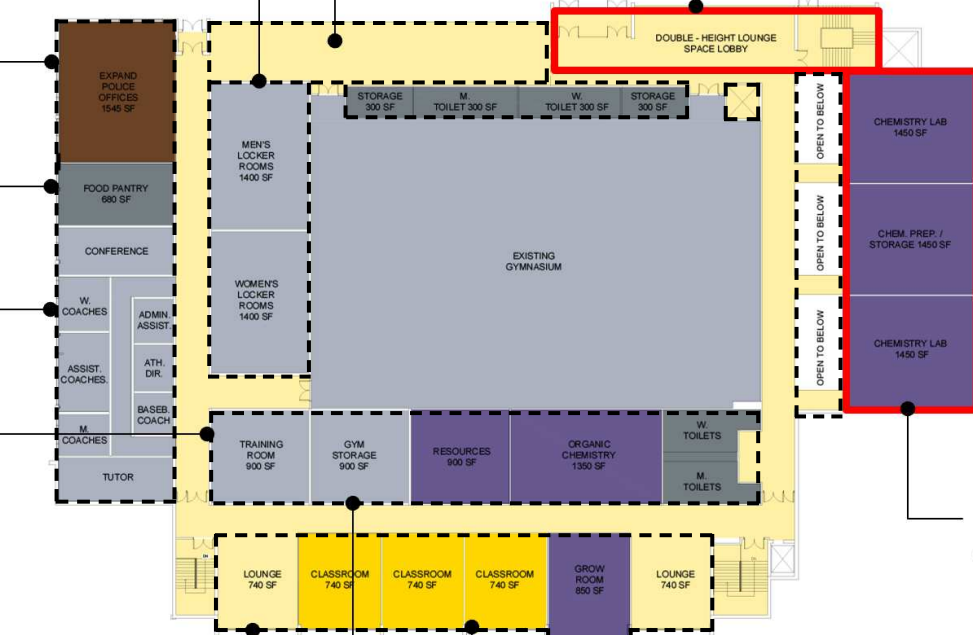 DOUBLE - HEIGHT LOUNGE
SPACE LOBBY
EXPAND
POLICE
OFFICES
1545 SF
STORAGE
300 SF
M.
TOILET 300 SF
W.
TOILET 300 SF
STORAGE
300 SF
OPEN TO BELOW
CHEMISTRY LAB
1450 SF
MEN'S
LOCKER
ROOMS
1400 SF
FOOD PANTRY
680 SF
OPEN TO BELOW
CHEM. PREP. /
STORAGE 1450 SF
CONFERENCE
EXISTING
GYMNASIUM
WOMEN'S
LOCKER
ROOMS
1400 SF
W.
COACHES
ADMIN.
ASSIST.
OPEN TO BELOW
CHEMISTRY LAB
1450 SF
ASSIST.
COACHES.
ATH.
DIR.
BASEB.
COACH
M.
COACHES
TRAINING
ROOM
900 SF
GYM
STORAGE
900 SF
RESOURCES
900 SF
ORGANIC
CHEMISTRY
1350 SF
W.
TOILETS
M.
TOILETS
TUTOR
LOUNGE
740 SF
CLASSROOM
740 SF
CLASSROOM
740 SF
CLASSROOM
740 SF
GROW
ROOM
850 SF
LOUNGE
740 SF